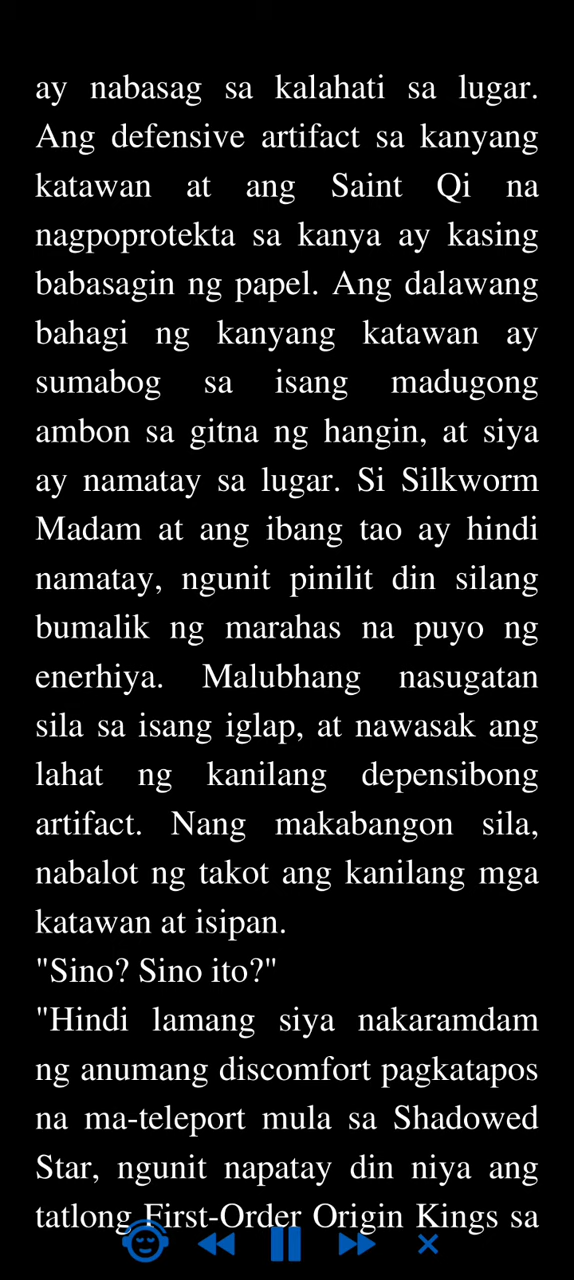 ay nabasag sa kalahati sa lugar.
Ang defensive artifact sa kanyang
katawan at ang Saint Qi na
nagpoprotekta sa kanya ay kasing
babasagin ng papel. Ang dalawang
bahagi ng kanyang katawan ay
sumabog sa isang madugong
ambon sa gitna ng hangin, at siya
ay namatay sa lugar. Si Silkworm
Madam at ang ibang tao ay hindi
namatay, ngunit pinilit din silang
bumalik ng marahas na puyo ng
enerhiya. Malubhang nasugatan
sila sa isang iglap, at nawasak ang
lahat ng kanilang depensibong
artifact. Nang makabangon sila,
nabalot ng takot ang kanilang mga
katawan at isipan.
"Sino? Sino ito?"
"Hindi lamang siya nakaramdam
ng anumang discomfort pagkatapos
na ma-teleport mula sa Shadowed
Star, ngunit napatay din niya ang
tatlong First-Order Origin Kings sa